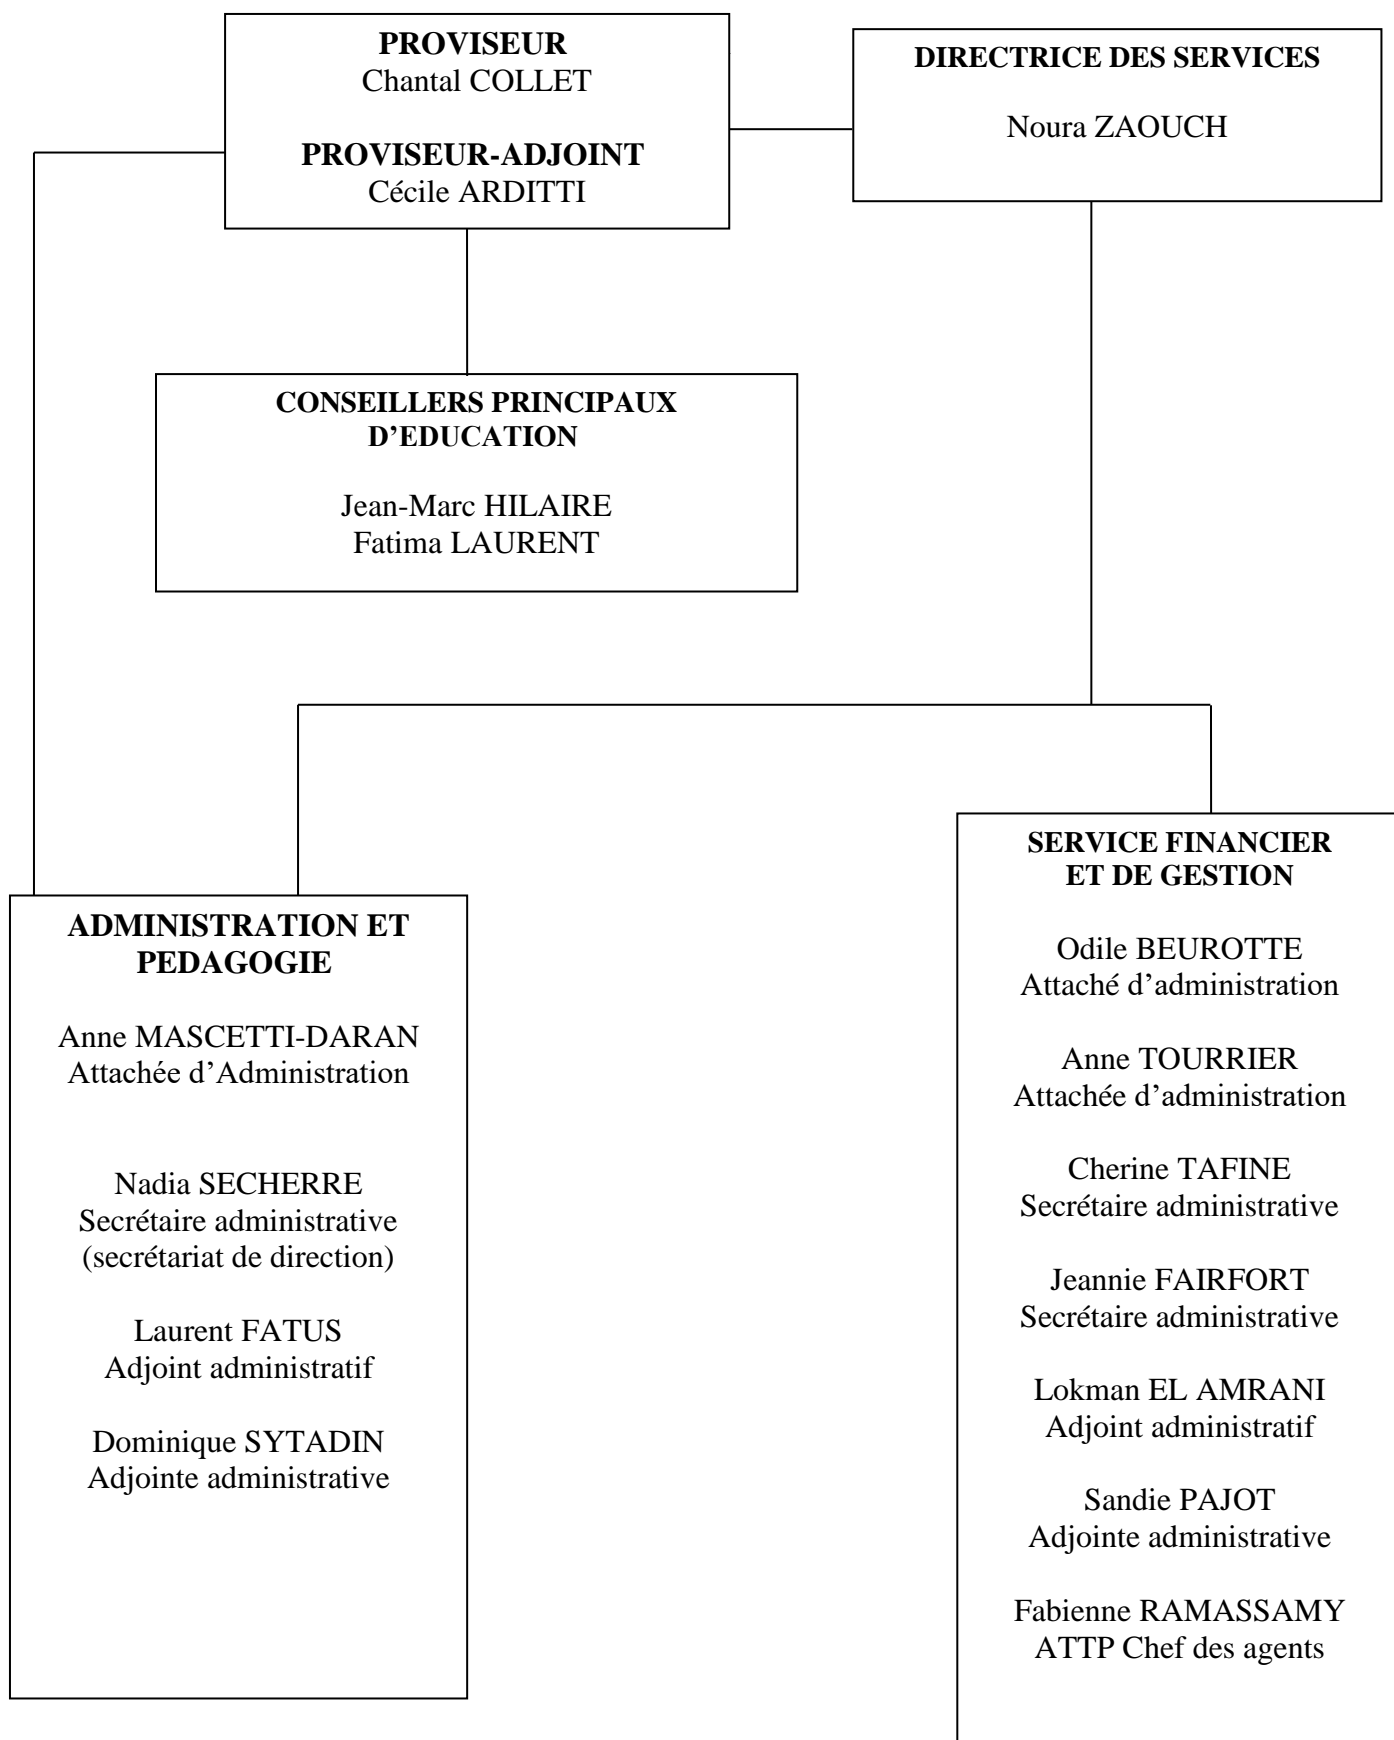 PROVISEUR
Chantal COLLET
PROVISEUR-ADJOINT
Cécile ARDITTI
DIRECTRICE DES SERVICES
Noura ZAOUCH
CONSEILLERS PRINCIPAUX
D’EDUCATION
Jean-Marc HILAIRE
Fatima LAURENT
ADMINISTRATION ET
PEDAGOGIE
Anne MASCETTI-DARAN
Attachée d’Administration
Nadia SECHERRE
Secrétaire administrative
(secrétariat de direction)
Laurent FATUS
Adjoint administratif
Dominique SYTADIN
Adjointe administrative
SERVICE FINANCIER
ET DE GESTION
Odile BEUROTTE
Attaché d’administration
Anne TOURRIER
Attachée d’administration
Cherine TAFINE
Secrétaire administrative
Jeannie FAIRFORT
Secrétaire administrative
Lokman EL AMRANI
Adjoint administratif
Sandie PAJOT
Adjointe administrative
Fabienne RAMASSAMY
ATTP Chef des agents